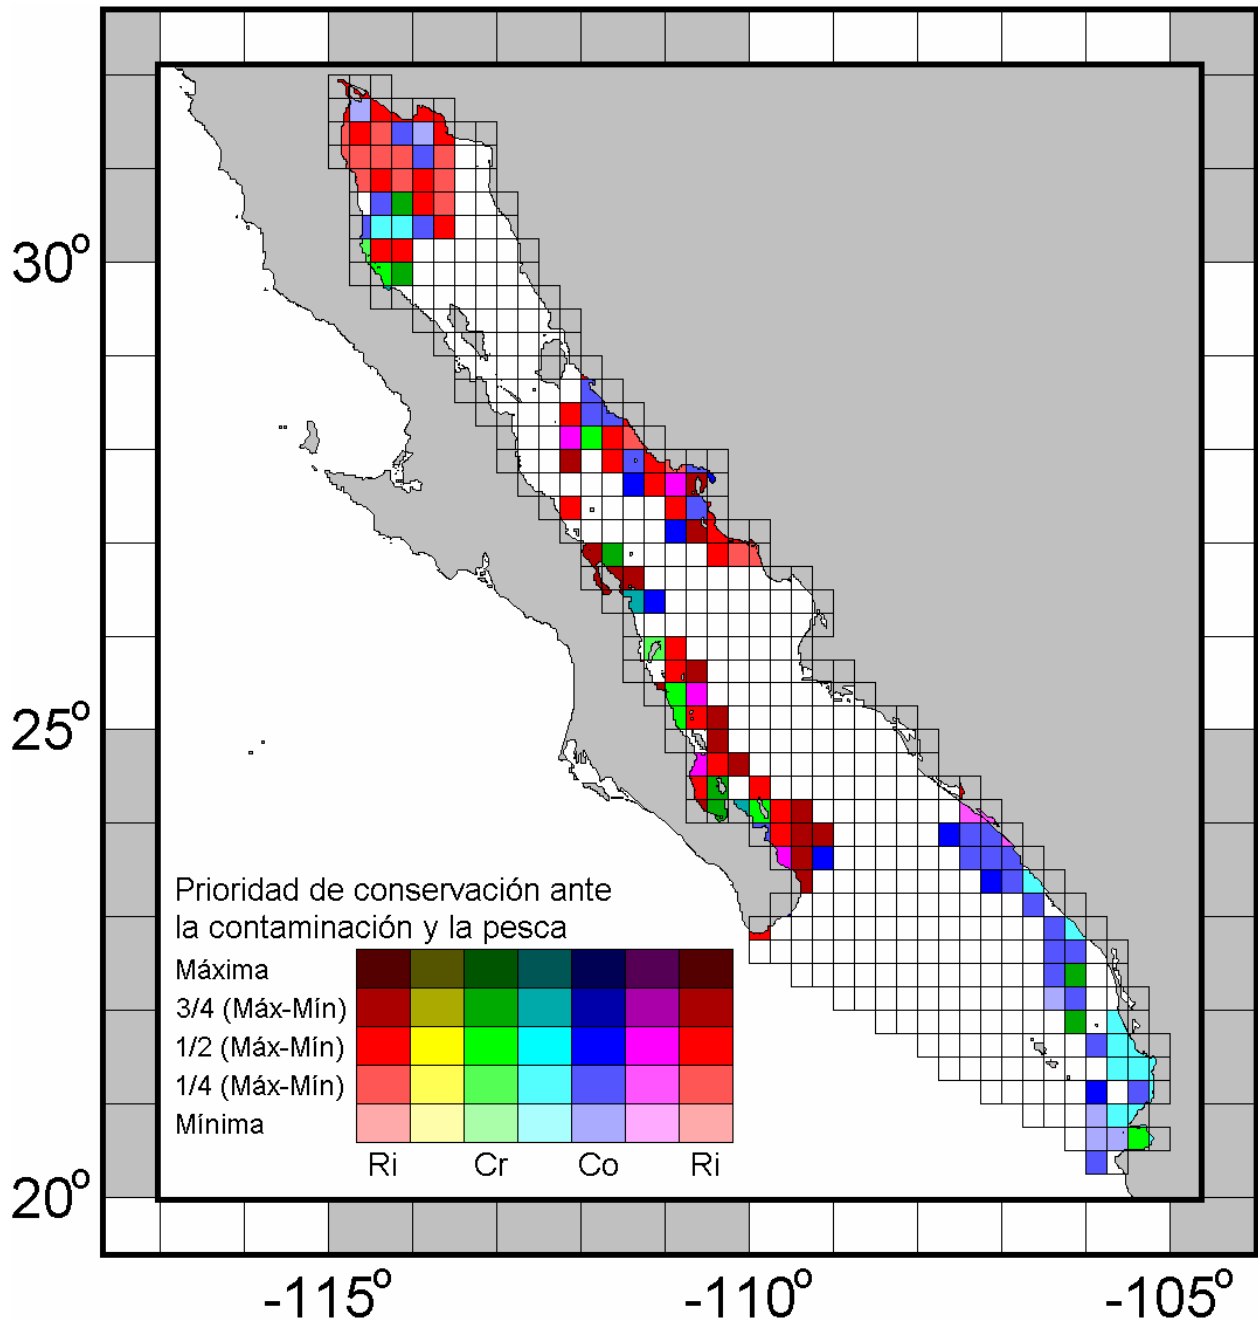 30°
25°
20°
Prioridad de conservación ante
la contaminación y la pesca
Máxima
3/4 (Máx-Mín)
1/2 (Máx-Mín)
1/4 (Máx-Mín)
Mínima
Ri Cr Co Ri
-115° -110° -105°